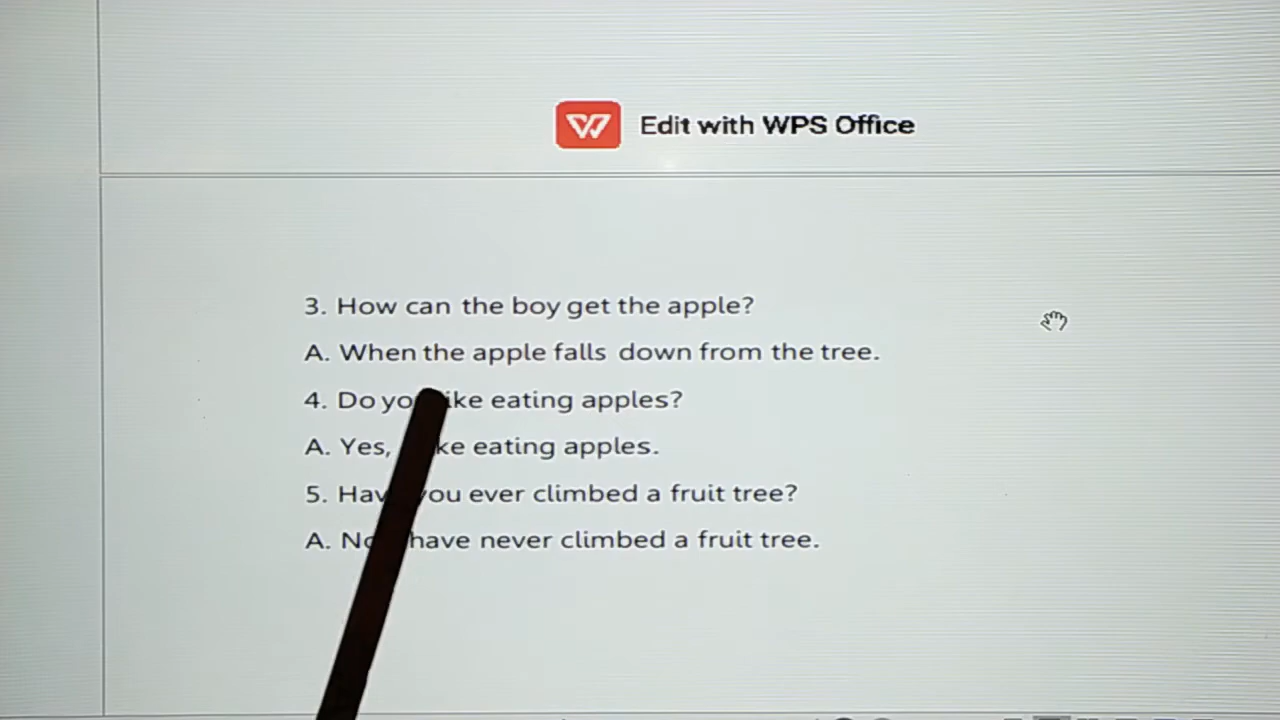 Edit with WPS Office
3. How can the boy get the apple?
A. When the apple falls down from the tree.
4. Do eating apples?
A. Yes, eating apples.
5. ever climbed a fruit tree?
A. have never climbed a fruit tree.